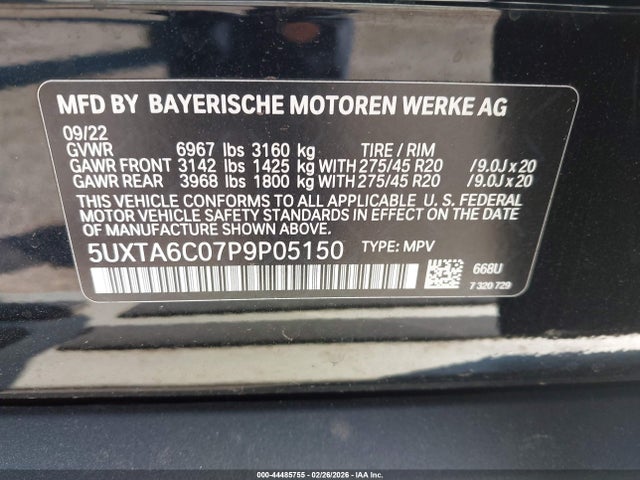 MFD BY BAYERISCHE MOTOREN WERKE AG
09/22
GVWR 6967 lbs 3160 kg TIRE / RIM
GAWR FRONT 3142 lbs 1425 kg WITH 275/45 R20 / 9.0J x 20
GAWR REAR 3968 lbs 1800 kg WITH 275/45 R20 / 9.0J x 20
THIS VEHICLE CONFORMS TO ALL APPLICABLE U. S. FEDERAL
MOTOR VEHICLE SAFETY STANDARDS IN EFFECT ON THE
DATE OF MANUFACTURE SHOWN ABOVE.
5UXTA6C07P9P05150 TYPE: MPV
668U
7 320 729
000-44485755 - 02/26/2026 - IAA Inc.